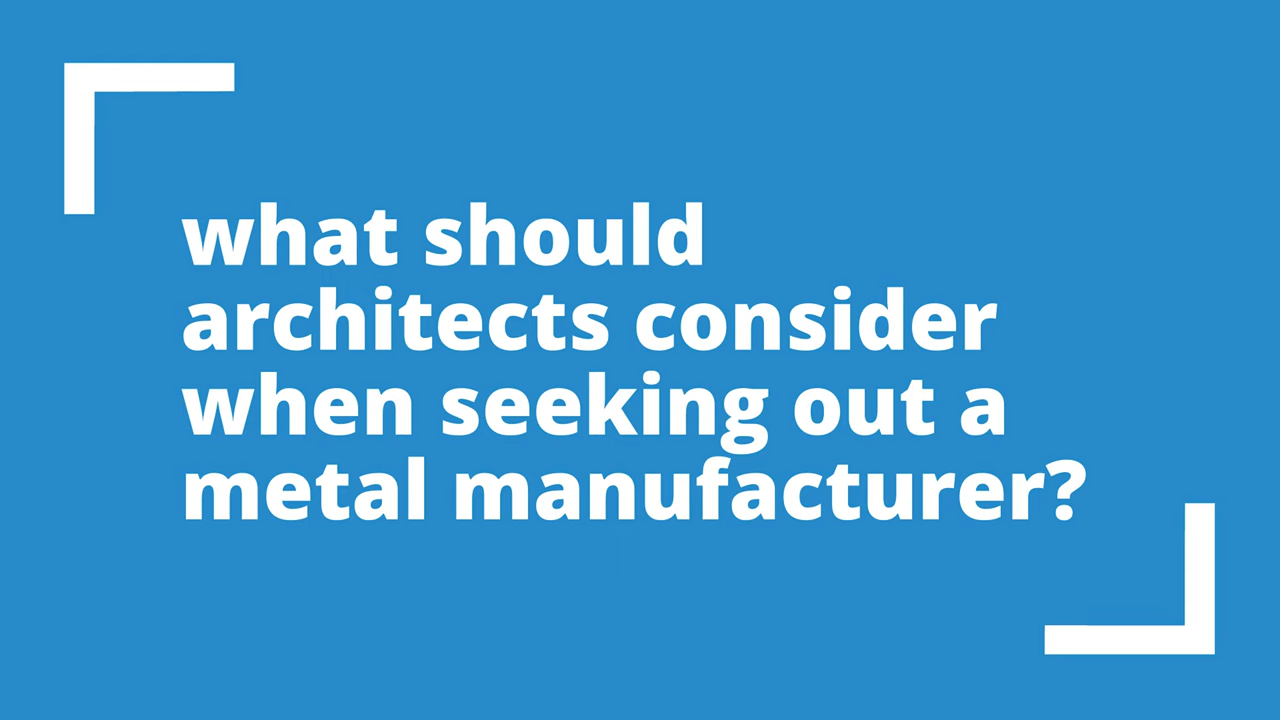 what should
architects consider
when seeking out a
metal manufacturer?